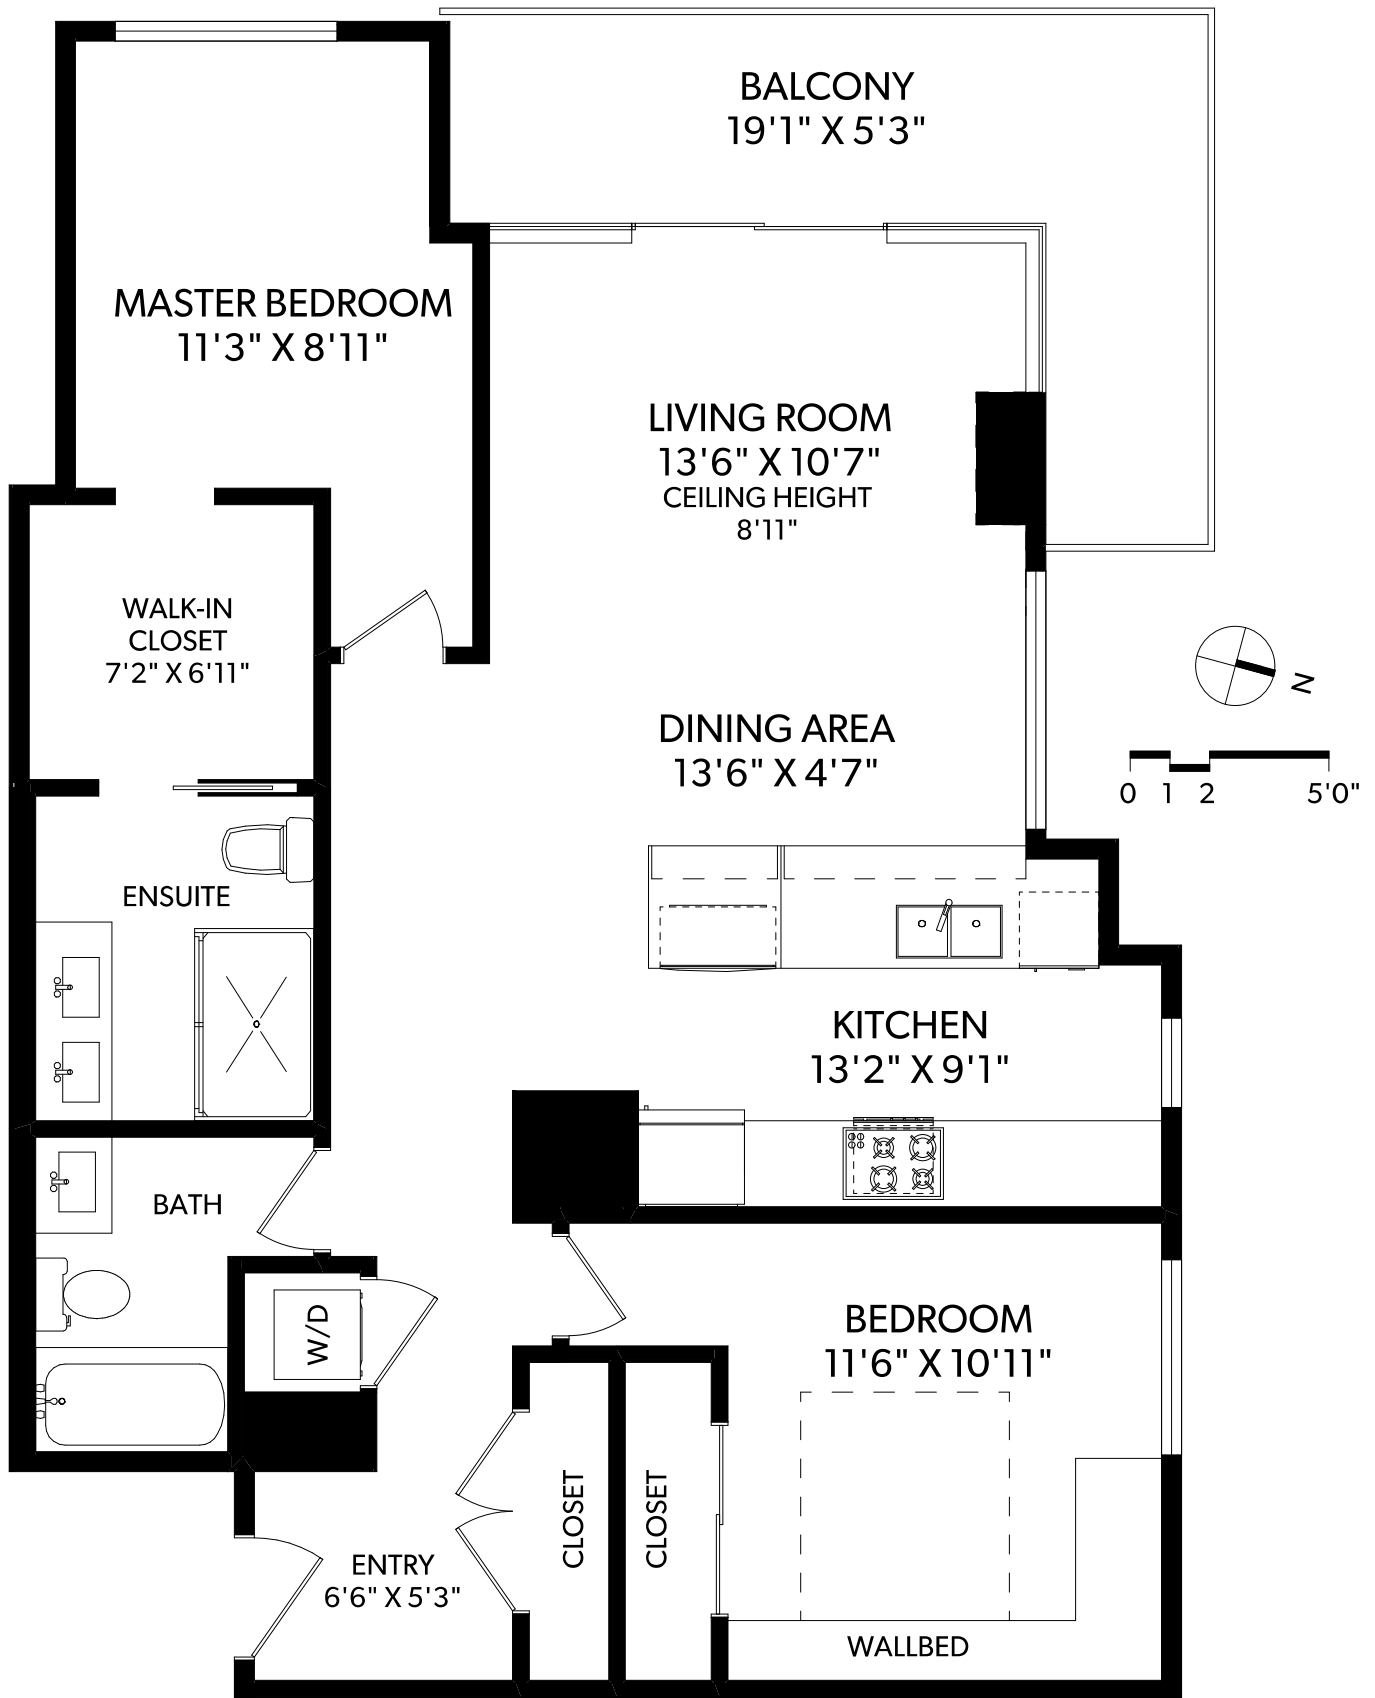 BALCONY
19'1" X 5'3"
MASTER BEDROOM
11'3" X 8'11"
LIVING ROOM
13'6" X 10'7"
CEILING HEIGHT
8'11"
WALK-IN
CLOSET
7'2" X 6'11"
N
DINING AREA
13'6" X 4'7"
0 1 2 5'0"
ENSUITE
KITCHEN
13'2" X 9'1"
BATH
W/D
BEDROOM
11'6" X 10'11"
CLOSET
CLOSET
ENTRY
6'6" X 5'3"
WALLBED